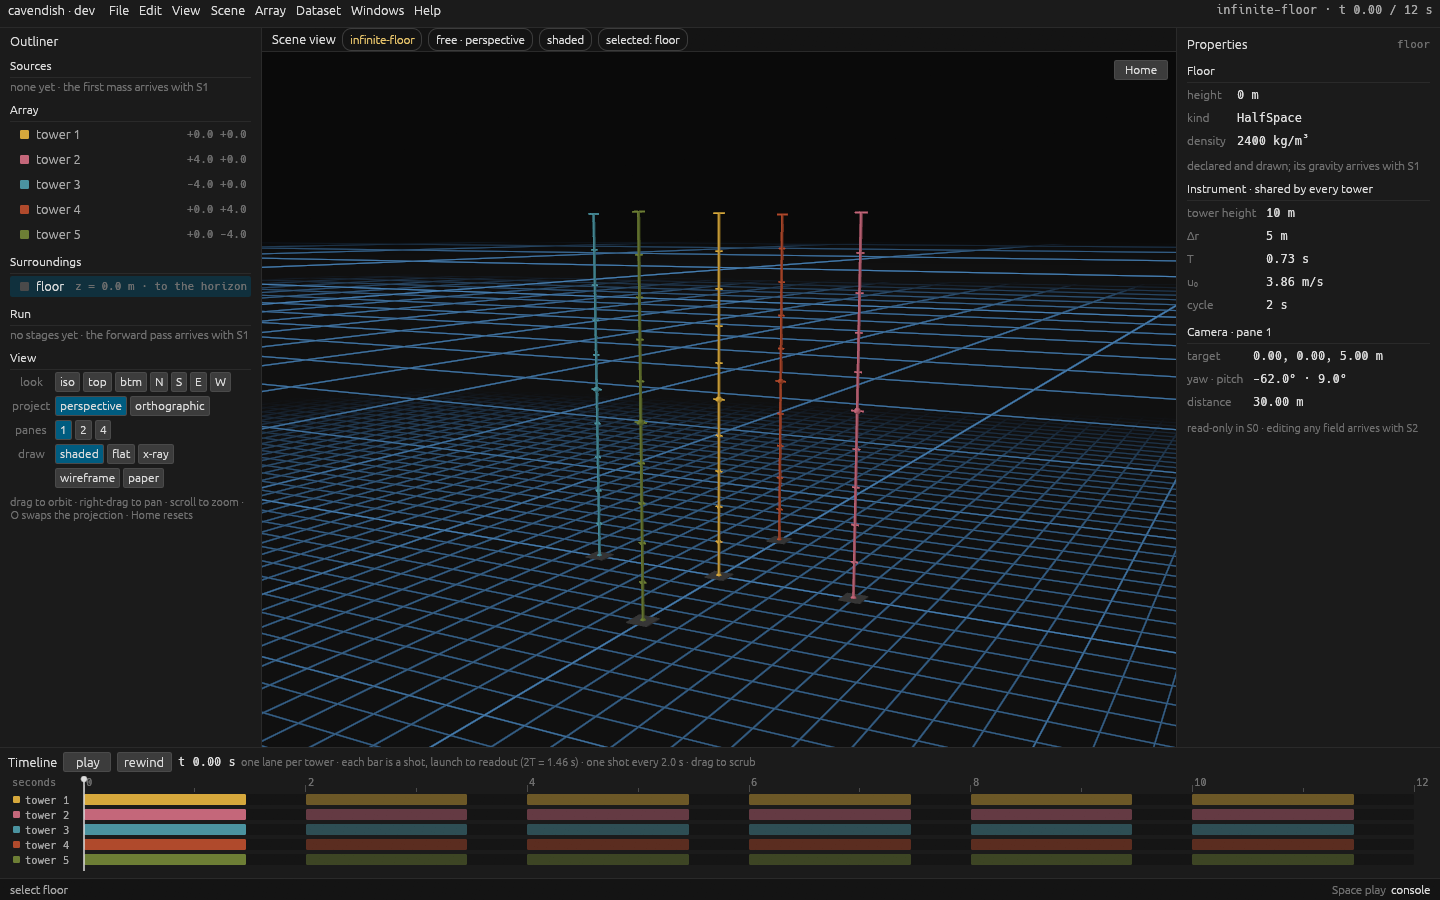 cavendish · dev File Edit View Scene Array Dataset Windows Help
infinite-floor · t 0.00 / 12 s
Outliner
Sources
none yet · the first mass arrives with S1
Array
tower 1 +0.0 +0.0
tower 2 +4.0 +0.0
tower 3 -4.0 +0.0
tower 4 +0.0 +4.0
tower 5 +0.0 -4.0
Surroundings
floor z = 0.0 m · to the horizon
Run
no stages yet · the forward pass arrives with S1
View
look iso top btm N S E W
project perspective orthographic
panes 1 2 4
draw shaded flat x-ray
wireframe paper
drag to orbit · right-drag to pan · scroll to zoom ·
O swaps the projection · Home resets
Scene view infinite-floor free · perspective shaded selected: floor
Home
Properties floor
Floor
height 0 m
kind HalfSpace
density 2400 kg/m³
declared and drawn; its gravity arrives with S1
Instrument · shared by every tower
tower height 10 m
Δr 5 m
T 0.73 s
u₀ 3.86 m/s
cycle 2 s
Camera · pane 1
target 0.00, 0.00, 5.00 m
yaw · pitch -62.0° · 9.0°
distance 30.00 m
read-only in S0 · editing any field arrives with S2
Timeline play rewind t 0.00 s one lane per tower · each bar is a shot, launch to readout (2T = 1.46 s) · one shot every 2.0 s · drag to scrub
seconds 0 2 4 6 8 10 12
tower 1
tower 2
tower 3
tower 4
tower 5
select floor
Space play console